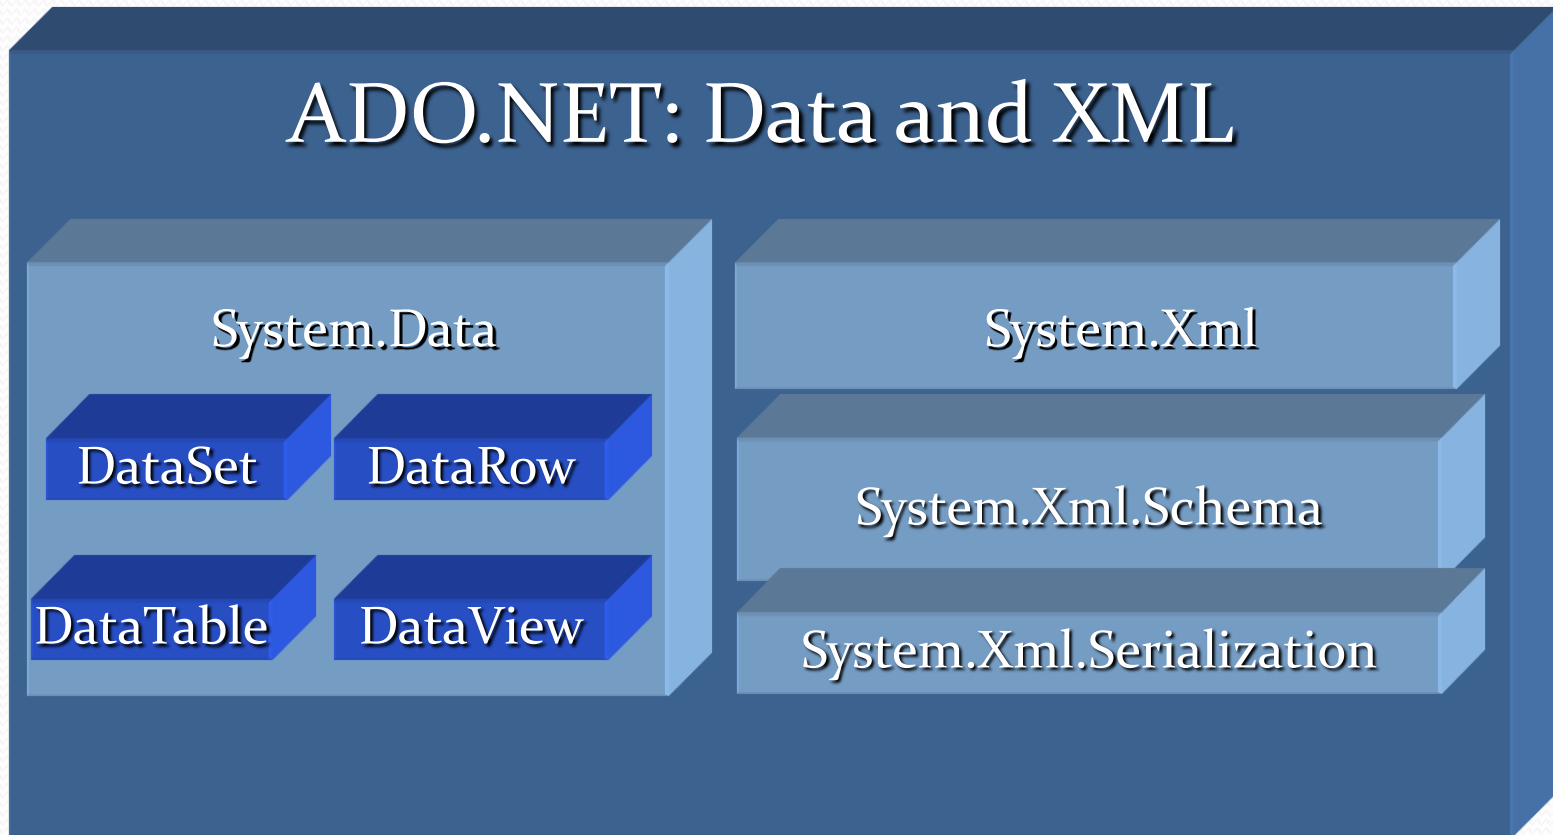 ADO.NET: Data and XML
System.Data
DataSet
DataRow
DataTable
DataView
System.Xml
System.Xml.Schema
System.Xml.Serialization